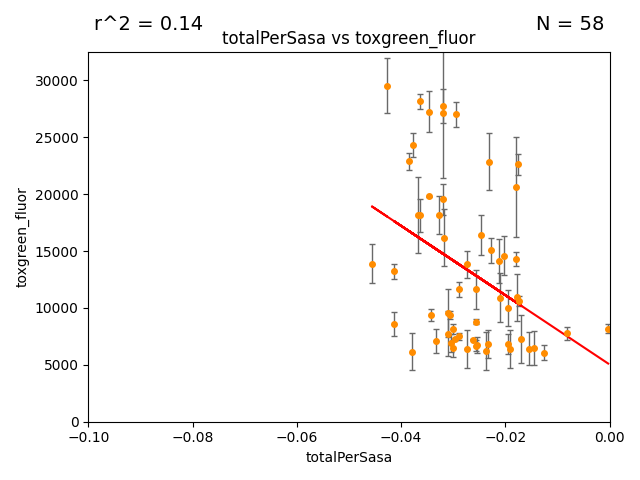 r^2 = 0.14
N = 58
totalPerSasa vs toxgreen_fluor
toxgreen_fluor
30000
25000
20000
15000
10000
5000
0
−0.10
−0.08
−0.06
−0.04
−0.02
0.00
totalPerSasa